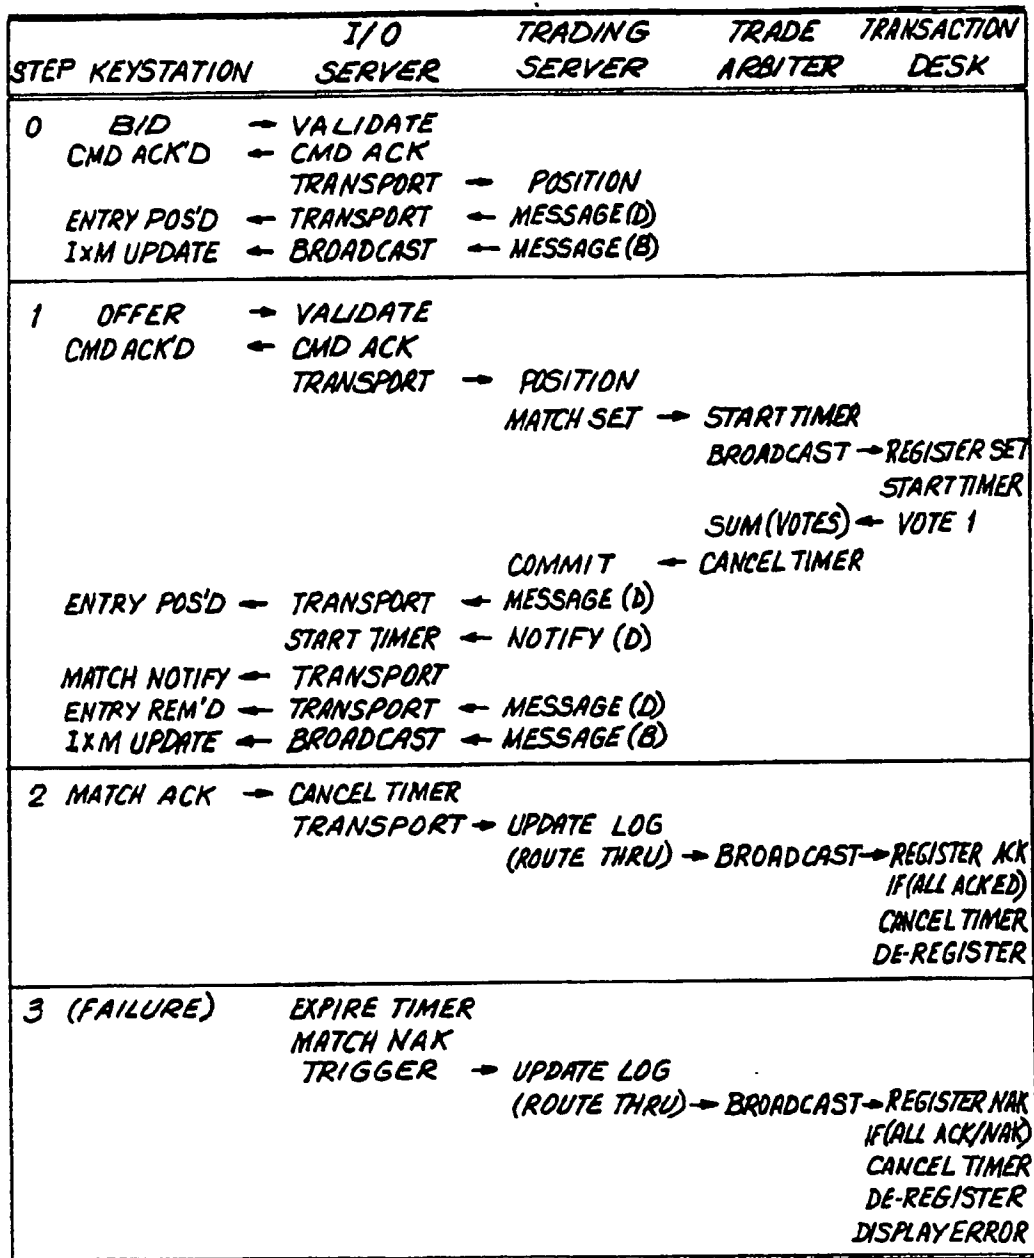 I/O TRADING TRADE TRANSACTION
STEP KEYSTATION SERVER SERVER ARBITER DESK
0 BID → VALIDATE
CMD ACK'D ← CMD ACK
TRANSPORT → POSITION
ENTRY POS'D ← TRANSPORT ← MESSAGE (D)
IxM UPDATE ← BROADCAST ← MESSAGE (B)
1 OFFER → VALIDATE
CMD ACK'D ← CMD ACK
TRANSPORT → POSITION
MATCH SET → START TIMER
BROADCAST → REGISTER SET
START TIMER
SUM (VOTES) ← VOTE 1
COMMIT ← CANCEL TIMER
ENTRY POS'D ← TRANSPORT ← MESSAGE (D)
START TIMER ← NOTIFY (D)
MATCH NOTIFY ← TRANSPORT
ENTRY REM'D ← TRANSPORT ← MESSAGE (D)
IxM UPDATE ← BROADCAST ← MESSAGE (B)
2 MATCH ACK → CANCEL TIMER
TRANSPORT → UPDATE LOG
(ROUTE THRU) → BROADCAST → REGISTER ACK
IF (ALL ACKED)
CANCEL TIMER
DE-REGISTER
3 (FAILURE) EXPIRE TIMER
MATCH NAK
TRIGGER → UPDATE LOG
(ROUTE THRU) → BROADCAST → REGISTER NAK
IF (ALL ACK/NAK)
CANCEL TIMER
DE-REGISTER
DISPLAY ERROR